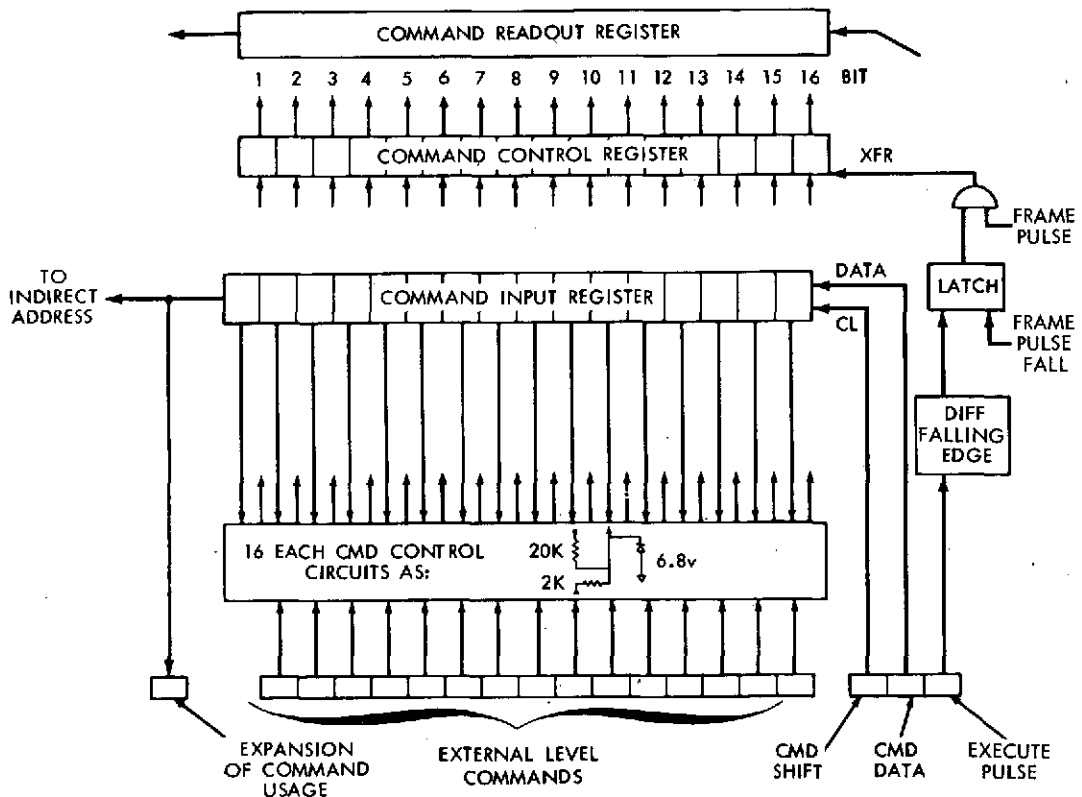 COMMAND READOUT REGISTER
1 2 3 4 5 6 7 8 9 10 11 12 13 14 15 16 BIT
COMMAND CONTROL REGISTER
XFR
FRAME
PULSE
TO
INDIRECT
ADDRESS
COMMAND INPUT REGISTER
DATA
CL
LATCH
FRAME
PULSE
FALL
DIFF
FALLING
EDGE
16 EACH CMD CONTROL
CIRCUITS AS:
20K
2K
6.8v
EXPANSION
OF COMMAND
USAGE
EXTERNAL LEVEL
COMMANDS
CMD
SHIFT
CMD
DATA
EXECUTE
PULSE